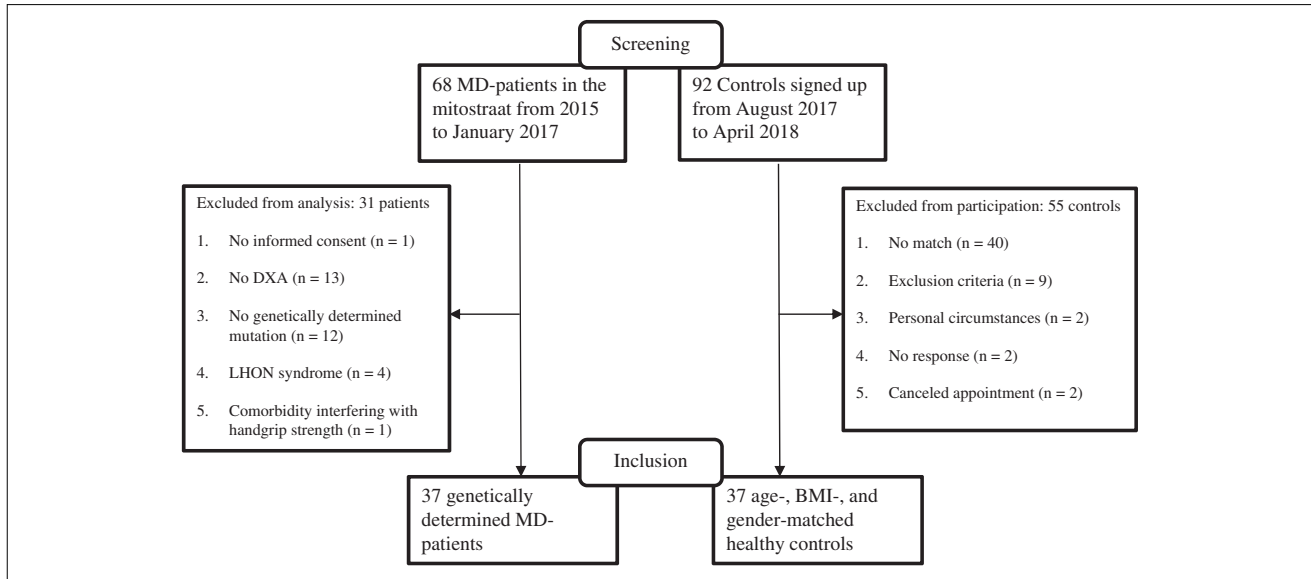 Screening
68 MD-patients in the
mitostraat from 2015
to January 2017
92 Controls signed up
from August 2017
to April 2018
Excluded from analysis: 31 patients
1. No informed consent (n = 1)
2. No DXA (n = 13)
3. No genetically determined
mutation (n = 12)
4. LHON syndrome (n = 4)
5. Comorbidity interfering with
handgrip strength (n = 1)
Excluded from participation: 55 controls
1. No match (n = 40)
2. Exclusion criteria (n = 9)
3. Personal circumstances (n = 2)
4. No response (n = 2)
5. Canceled appointment (n = 2)
Inclusion
37 genetically
determined MD-
patients
37 age-, BMI-, and
gender-matched
healthy controls